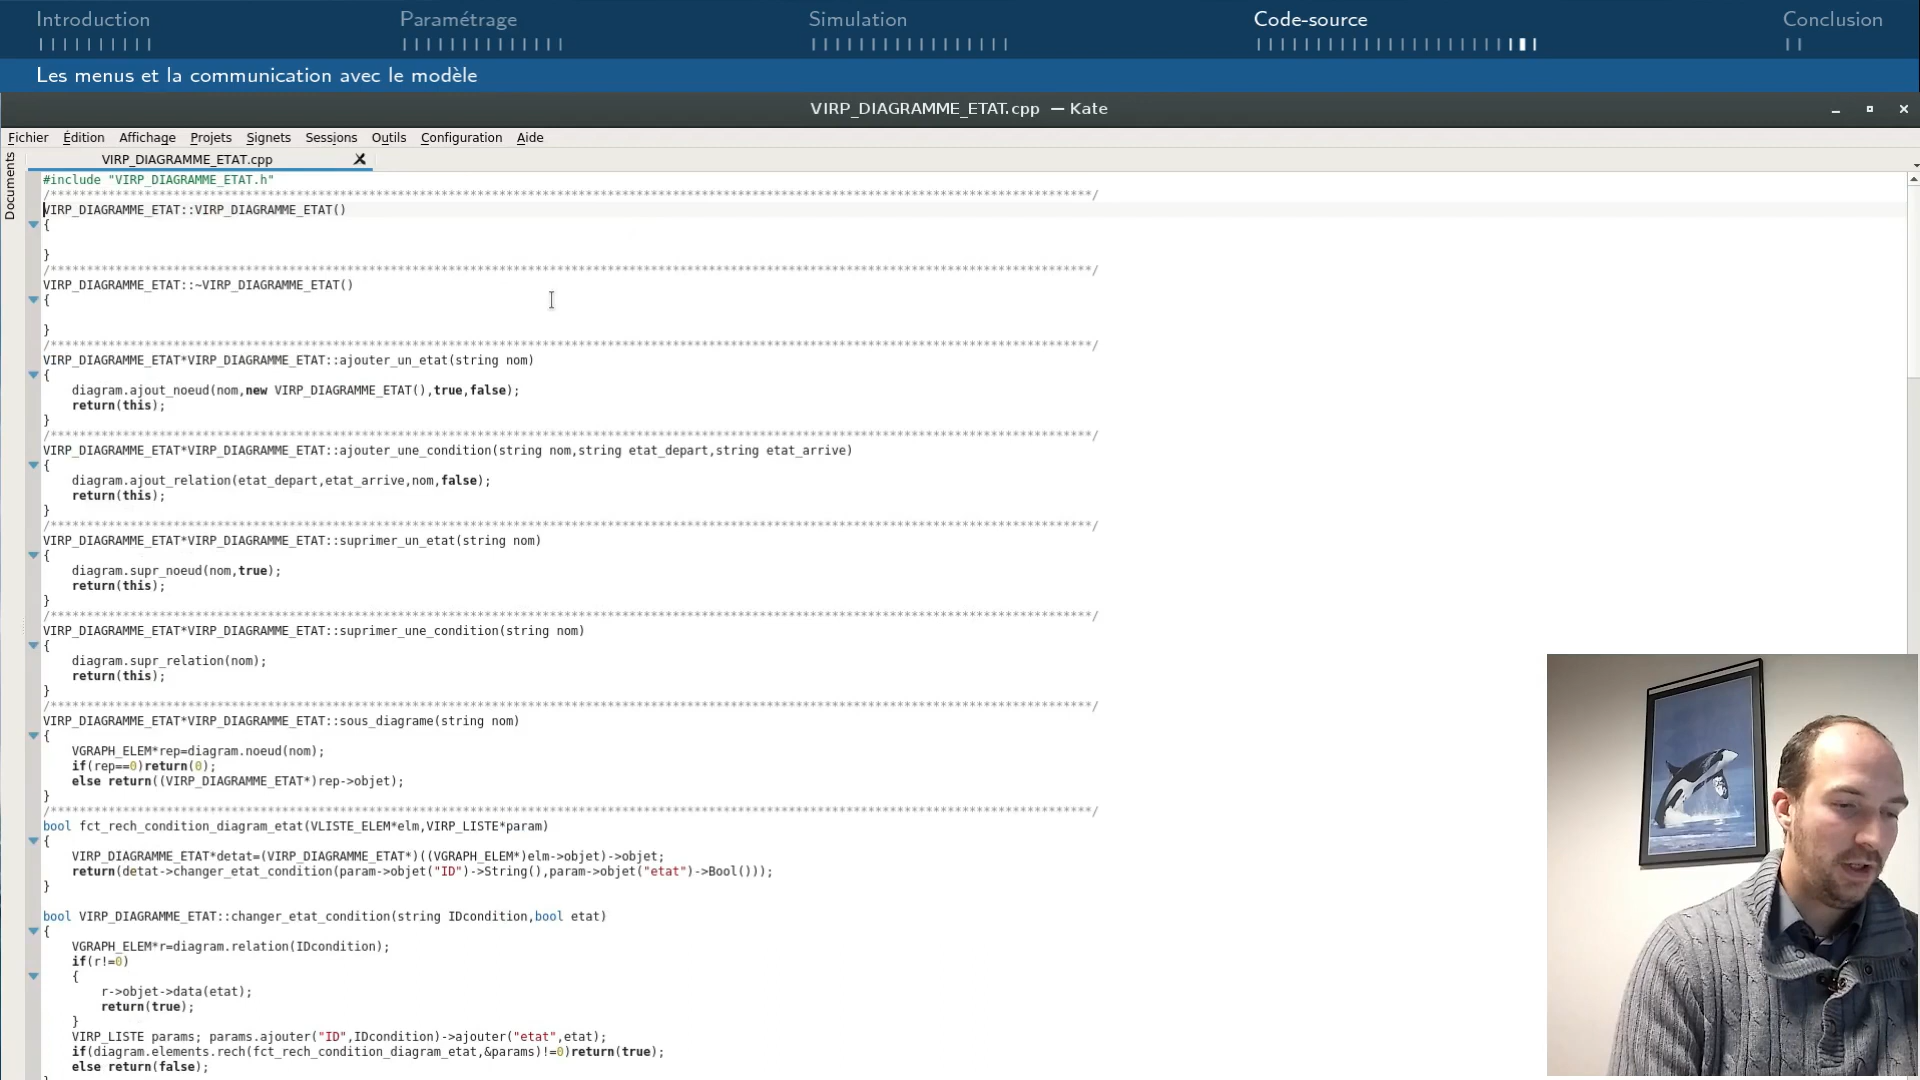 Introduction
Paramétrage
Simulation
Code-source
Conclusion
Les menus et la communication avec le modèle
VIRP_DIAGRAMME_ETAT.cpp — Kate
Fichier Édition Affichage Projets Signets Sessions Outils Configuration Aide
Documents
VIRP_DIAGRAMME_ETAT.cpp
#include "VIRP_DIAGRAMME_ETAT.h"
/*************************************************************************************************************************************************/
VIRP_DIAGRAMME_ETAT::VIRP_DIAGRAMME_ETAT()
{
}
/*************************************************************************************************************************************************/
VIRP_DIAGRAMME_ETAT::~VIRP_DIAGRAMME_ETAT()
{
}
/*************************************************************************************************************************************************/
VIRP_DIAGRAMME_ETAT*VIRP_DIAGRAMME_ETAT::ajouter_un_etat(string nom)
{
diagram.ajout_noeud(nom,new VIRP_DIAGRAMME_ETAT(),true,false);
return(this);
}
/*************************************************************************************************************************************************/
VIRP_DIAGRAMME_ETAT*VIRP_DIAGRAMME_ETAT::ajouter_une_condition(string nom,string etat_depart,string etat_arrive)
{
diagram.ajout_relation(etat_depart,etat_arrive,nom,false);
return(this);
}
/*************************************************************************************************************************************************/
VIRP_DIAGRAMME_ETAT*VIRP_DIAGRAMME_ETAT::suprimer_un_etat(string nom)
{
diagram.supr_noeud(nom,true);
return(this);
}
/*************************************************************************************************************************************************/
VIRP_DIAGRAMME_ETAT*VIRP_DIAGRAMME_ETAT::suprimer_une_condition(string nom)
{
diagram.supr_relation(nom);
return(this);
}
/*************************************************************************************************************************************************/
VIRP_DIAGRAMME_ETAT*VIRP_DIAGRAMME_ETAT::sous_diagrame(string nom)
{
VGRAPH_ELEM*rep=diagram.noeud(nom);
if(rep==0)return(0);
else return((VIRP_DIAGRAMME_ETAT*)rep->objet);
}
/*************************************************************************************************************************************************/
bool fct_rech_condition_diagram_etat(VLISTE_ELEM*elm,VIRP_LISTE*param)
{
VIRP_DIAGRAMME_ETAT*detat=(VIRP_DIAGRAMME_ETAT*)((VGRAPH_ELEM*)elm->objet)->objet;
return(detat->changer_etat_condition(param->objet("ID")->String(),param->objet("etat")->Bool()));
}
bool VIRP_DIAGRAMME_ETAT::changer_etat_condition(string IDcondition,bool etat)
{
VGRAPH_ELEM*r=diagram.relation(IDcondition);
if(r!=0)
{
r->objet->data(etat);
return(true);
}
VIRP_LISTE params; params.ajouter("ID",IDcondition)->ajouter("etat",etat);
if(diagram.elements.rech(fct_rech_condition_diagram_etat,&params)!=0)return(true);
else return(false);